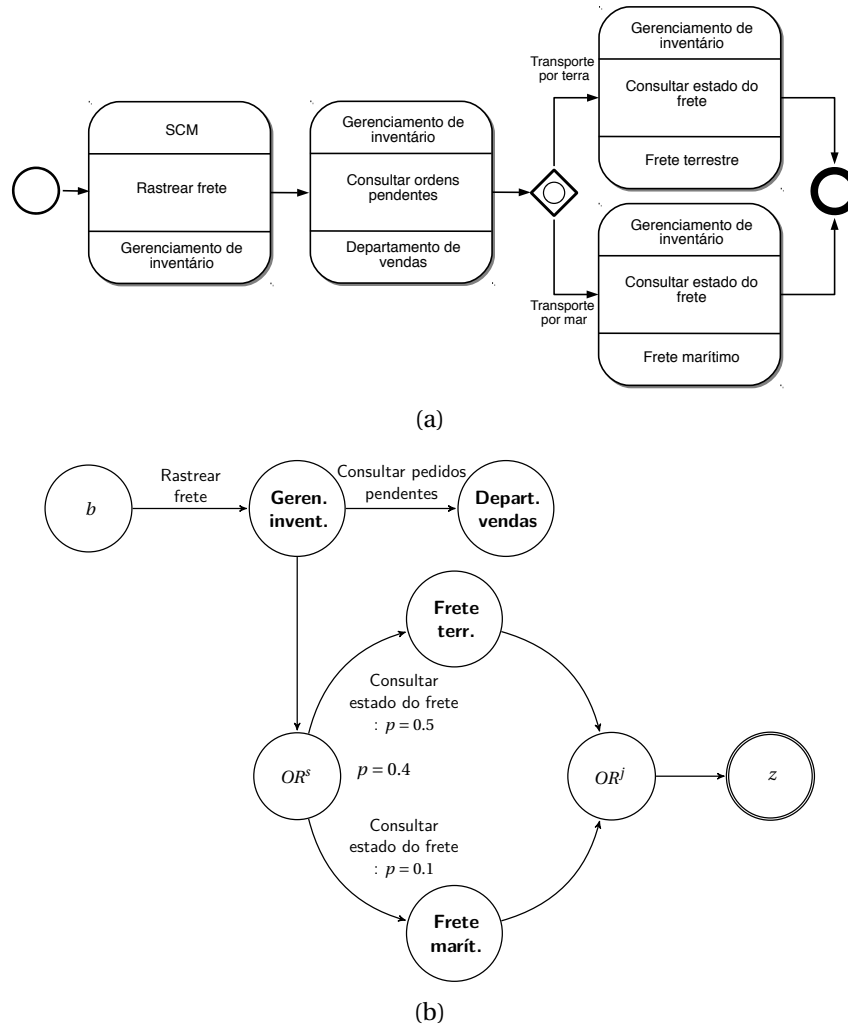 SCM
Rastrear frete
Gerenciamento de
inventário
Gerenciamento de
inventário
Consultar ordens
pendentes
Departamento de
vendas
Transporte
por terra
Gerenciamento de
inventário
Consultar estado do
frete
Frete terrestre
Transporte
por mar
Gerenciamento de
inventário
Consultar estado do
frete
Frete marítimo
(a)
b
Rastrear
frete
Geren.
invent.
Consultar pedidos
pendentes
Depart.
vendas
Frete
terr.
Consultar
estado do frete
: p = 0.5
ORˢ
p = 0.4
ORʲ
z
Consultar
estado do frete
: p = 0.1
Frete
marít.
(b)